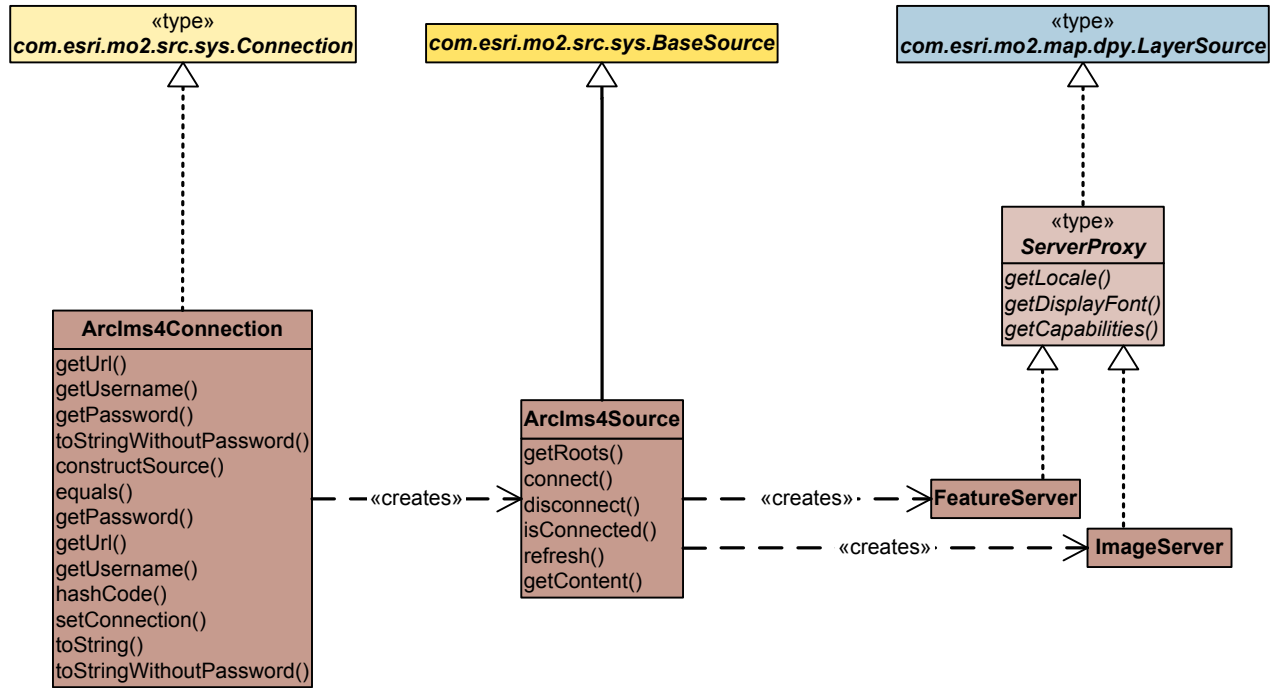 «type»
com.esri.mo2.src.sys.Connection
com.esri.mo2.src.sys.BaseSource
«type»
com.esri.mo2.map.dpy.LayerSource
«type»
ServerProxy
getLocale()
getDisplayFont()
getCapabilities()
ArcIms4Connection
getUrl()
getUsername()
getPassword()
toStringWithoutPassword()
constructSource()
equals()
getPassword()
getUrl()
getUsername()
hashCode()
setConnection()
toString()
toStringWithoutPassword()
«creates»
ArcIms4Source
getRoots()
connect()
disconnect()
isConnected()
refresh()
getContent()
«creates»
FeatureServer
«creates»
ImageServer